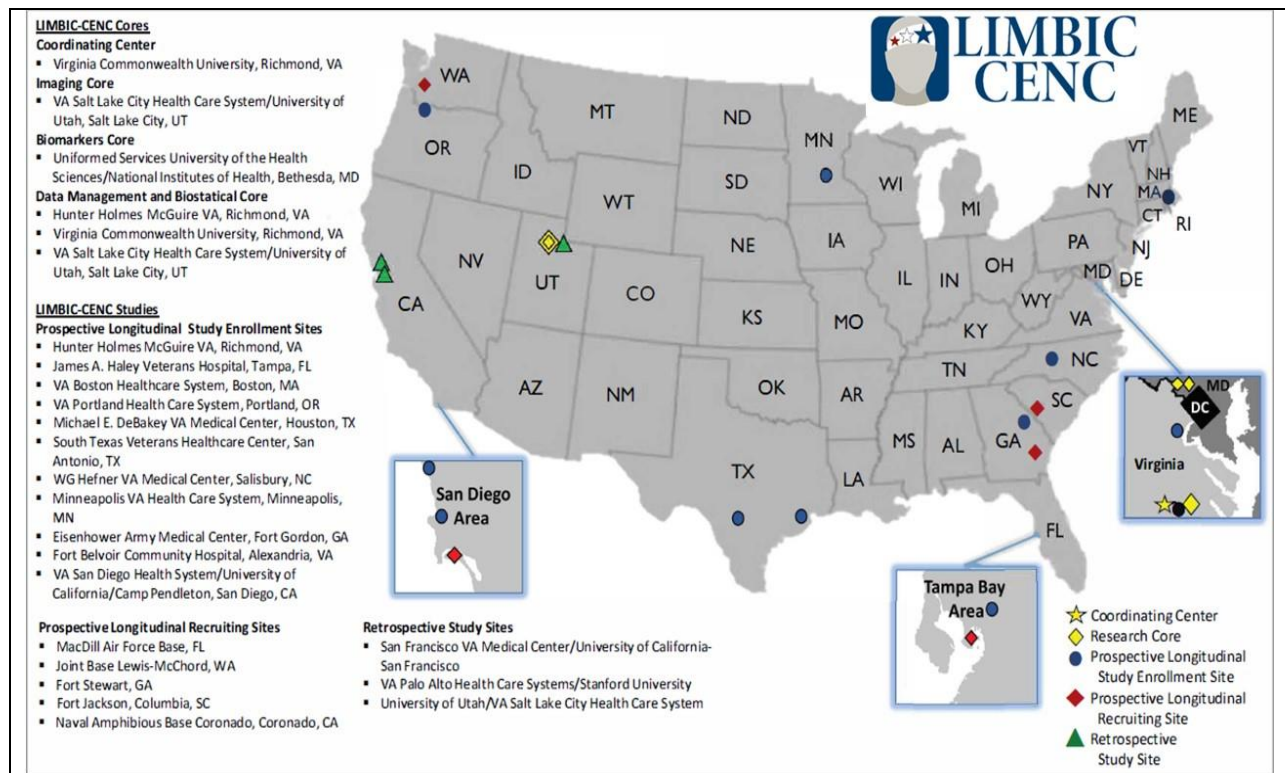 LIMBIC-CENC Cores
Coordinating Center
▪ Virginia Commonwealth University, Richmond, VA
Imaging Core
▪ VA Salt Lake City Health Care System/University of
Utah, Salt Lake City, UT
Biomarkers Core
▪ Uniformed Services University of the Health
Sciences/National Institutes of Health, Bethesda, MD
Data Management and Biostatical Core
▪ Hunter Holmes McGuire VA, Richmond, VA
▪ Virginia Commonwealth University, Richmond, VA
▪ VA Salt Lake City Health Care System/University of
Utah, Salt Lake City, UT
LIMBIC-CENC Studies
Prospective Longitudinal Study Enrollment Sites
▪ Hunter Holmes McGuire VA, Richmond, VA
▪ James A. Haley Veterans Hospital, Tampa, FL
▪ VA Boston Healthcare System, Boston, MA
▪ VA Portland Health Care System, Portland, OR
▪ Michael E. DeBakey VA Medical Center, Houston, TX
▪ South Texas Veterans Healthcare Center, San
Antonio, TX
▪ WG Hefner VA Medical Center, Salisbury, NC
▪ Minneapolis VA Health Care System, Minneapolis,
MN
▪ Eisenhower Army Medical Center, Fort Gordon, GA
▪ Fort Belvoir Community Hospital, Alexandria, VA
▪ VA San Diego Health System/University of
California/Camp Pendleton, San Diego, CA
Prospective Longitudinal Recruiting Sites
▪ MacDill Air Force Base, FL
▪ Joint Base Lewis-McChord, WA
▪ Fort Stewart, GA
▪ Fort Jackson, Columbia, SC
▪ Naval Amphibious Base Coronado, Coronado, CA
Retrospective Study Sites
▪ San Francisco VA Medical Center/University of California-
San Francisco
▪ VA Palo Alto Health Care Systems/Stanford University
▪ University of Utah/VA Salt Lake City Health Care System
LIMBIC
CENC
WA
MT
ND
MN
ME
VT
NH
OR
ID
SD
WI
NY
MA
CT
RI
WT
MI
NE
IA
PA
NJ
NV
UT
IL
IN
OH
MD
DE
CA
CO
WY
VA
KS
MO
KY
NC
TN
AZ
NM
OK
AR
SC
MS
AL
GA
TX
LA
FL
San Diego
Area
Tampa Bay
Area
MD
DC
Virginia
Coordinating Center
Research Core
Prospective Longitudinal
Study Enrollment Site
Prospective Longitudinal
Recruiting Site
Retrospective
Study Site